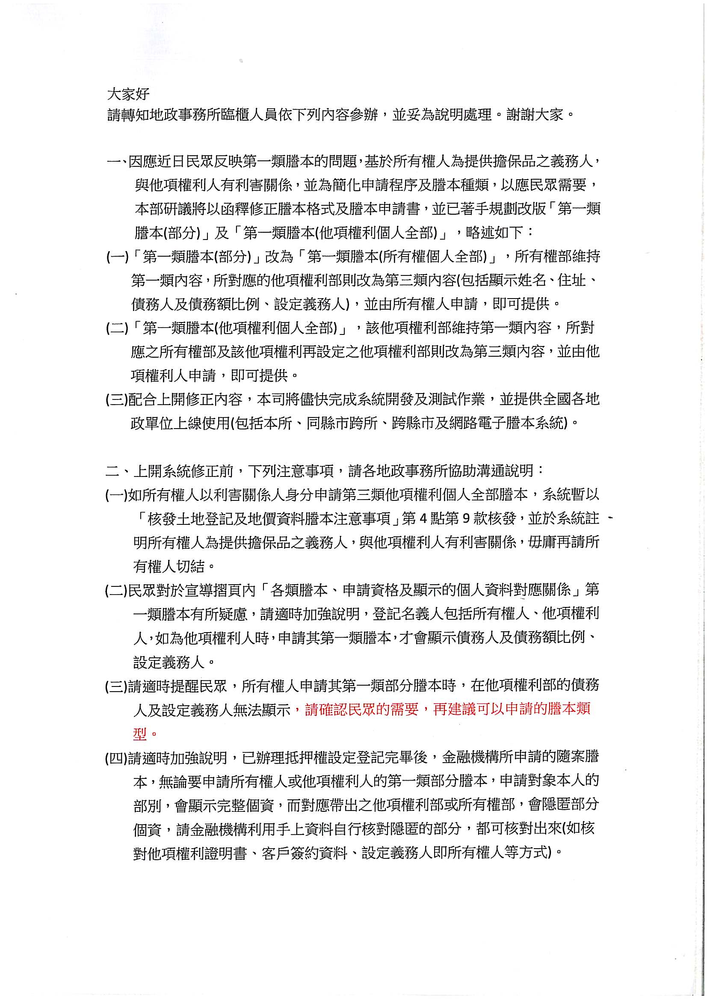 大家好
請轉知地政事務所臨櫃人員依下列內容參辦，並妥為說明處理。謝謝大家。
一、因應近日民眾反映第一類謄本的問題，基於所有權人為提供擔保品之義務人，
與他項權利人有利害關係，並為簡化申請程序及謄本種類，以應民眾需要，
本部研議將以函釋修正謄本格式及謄本申請書，並已著手規劃改版「第一類
謄本(部分)」及「第一類謄本(他項權利個人全部)」，略述如下：
(一)「第一類謄本(部分)」改為「第一類謄本(所有權個人全部)」，所有權部維持
第一類內容，所對應的他項權利部則改為第三類內容(包括顯示姓名、住址、
債務人及債務額比例、設定義務人)，並由所有權人申請，即可提供。
(二)「第一類謄本(他項權利個人全部)」，該他項權利部維持第一類內容，所對
應之所有權部及該他項權利再設定之他項權利部則改為第三類內容，並由他
項權利人申請，即可提供。
(三)配合上開修正內容，本司將儘快完成系統開發及測試作業，並提供全國各地
政單位上線使用(包括本所、同縣市跨所、跨縣市及網路電子謄本系統)。
二、上開系統修正前，下列注意事項，請各地政事務所協助溝通說明：
(一)如所有權人以利害關係人身分申請第三類他項權利個人全部謄本，系統暫以
「核發土地登記及地價資料謄本注意事項」第 4 點第 9 款核發，並於系統註
明所有權人為提供擔保品之義務人，與他項權利人有利害關係，毋庸再請所
有權人切結。
(二)民眾對於宣導摺頁內「各類謄本、申請資格及顯示的個人資料對應關係」第
一類謄本有所疑慮，請適時加強說明，登記名義人包括所有權人、他項權利
人，如為他項權利人時，申請其第一類謄本，才會顯示債務人及債務額比例、
設定義務人。
(三)請適時提醒民眾，所有權人申請其第一類部分謄本時，在他項權利部的債務
人及設定義務人無法顯示，請確認民眾的需要，再建議可以申請的謄本類
型。
(四)請適時加強說明，已辦理抵押權設定登記完畢後，金融機構所申請的隨案謄
本，無論要申請所有權人或他項權利人的第一類部分謄本，申請對象本人的
部別，會顯示完整個資，而對應帶出之他項權利部或所有權部，會隱匿部分
個資，請金融機構利用手上資料自行核對隱匿的部分，都可核對出來(如核
對他項權利證明書、客戶簽約資料、設定義務人即所有權人等方式)。